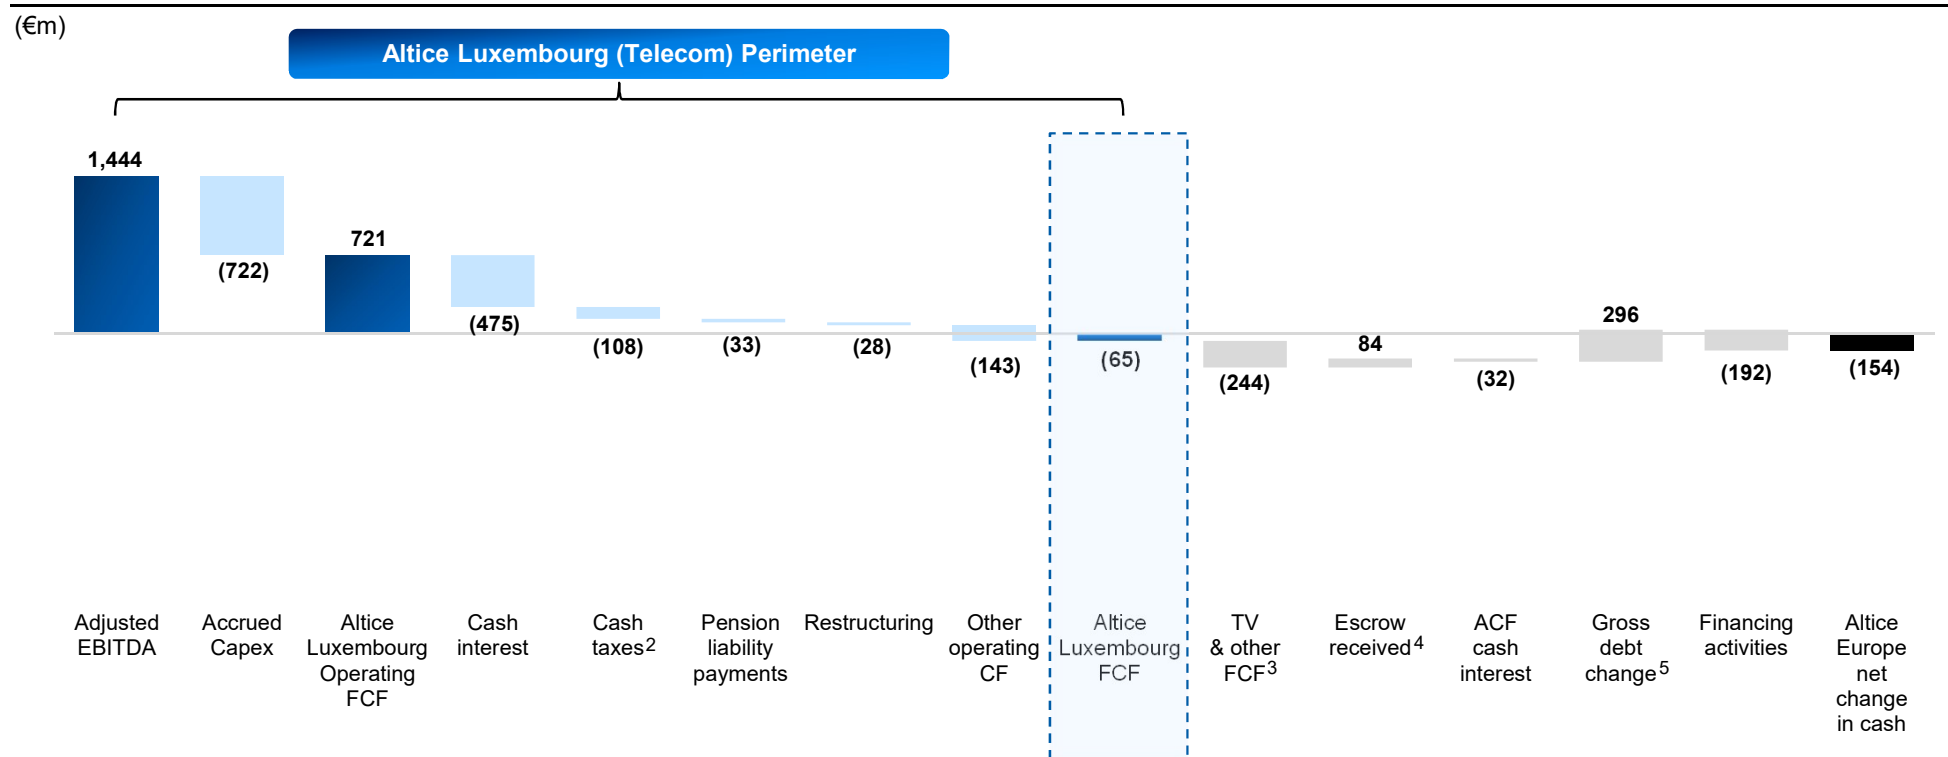 (€m)
Altice Luxembourg (Telecom) Perimeter
1,444
(722)
721
(475)
(108)
(33)
(28)
(143)
(65)
(244)
84
(32)
296
(192)
(154)
Adjusted
EBITDA
Accrued
Capex
Altice
Luxembourg
Operating
FCF
Cash
interest
Cash
taxes2
Pension
liability
payments
Restructuring
Other
operating
CF
Altice
Luxembourg
FCF
TV
& other
FCF3
Escrow
received4
ACF
cash
interest
Gross
debt
change5
Financing
activities
Altice
Europe
net
change
in cash